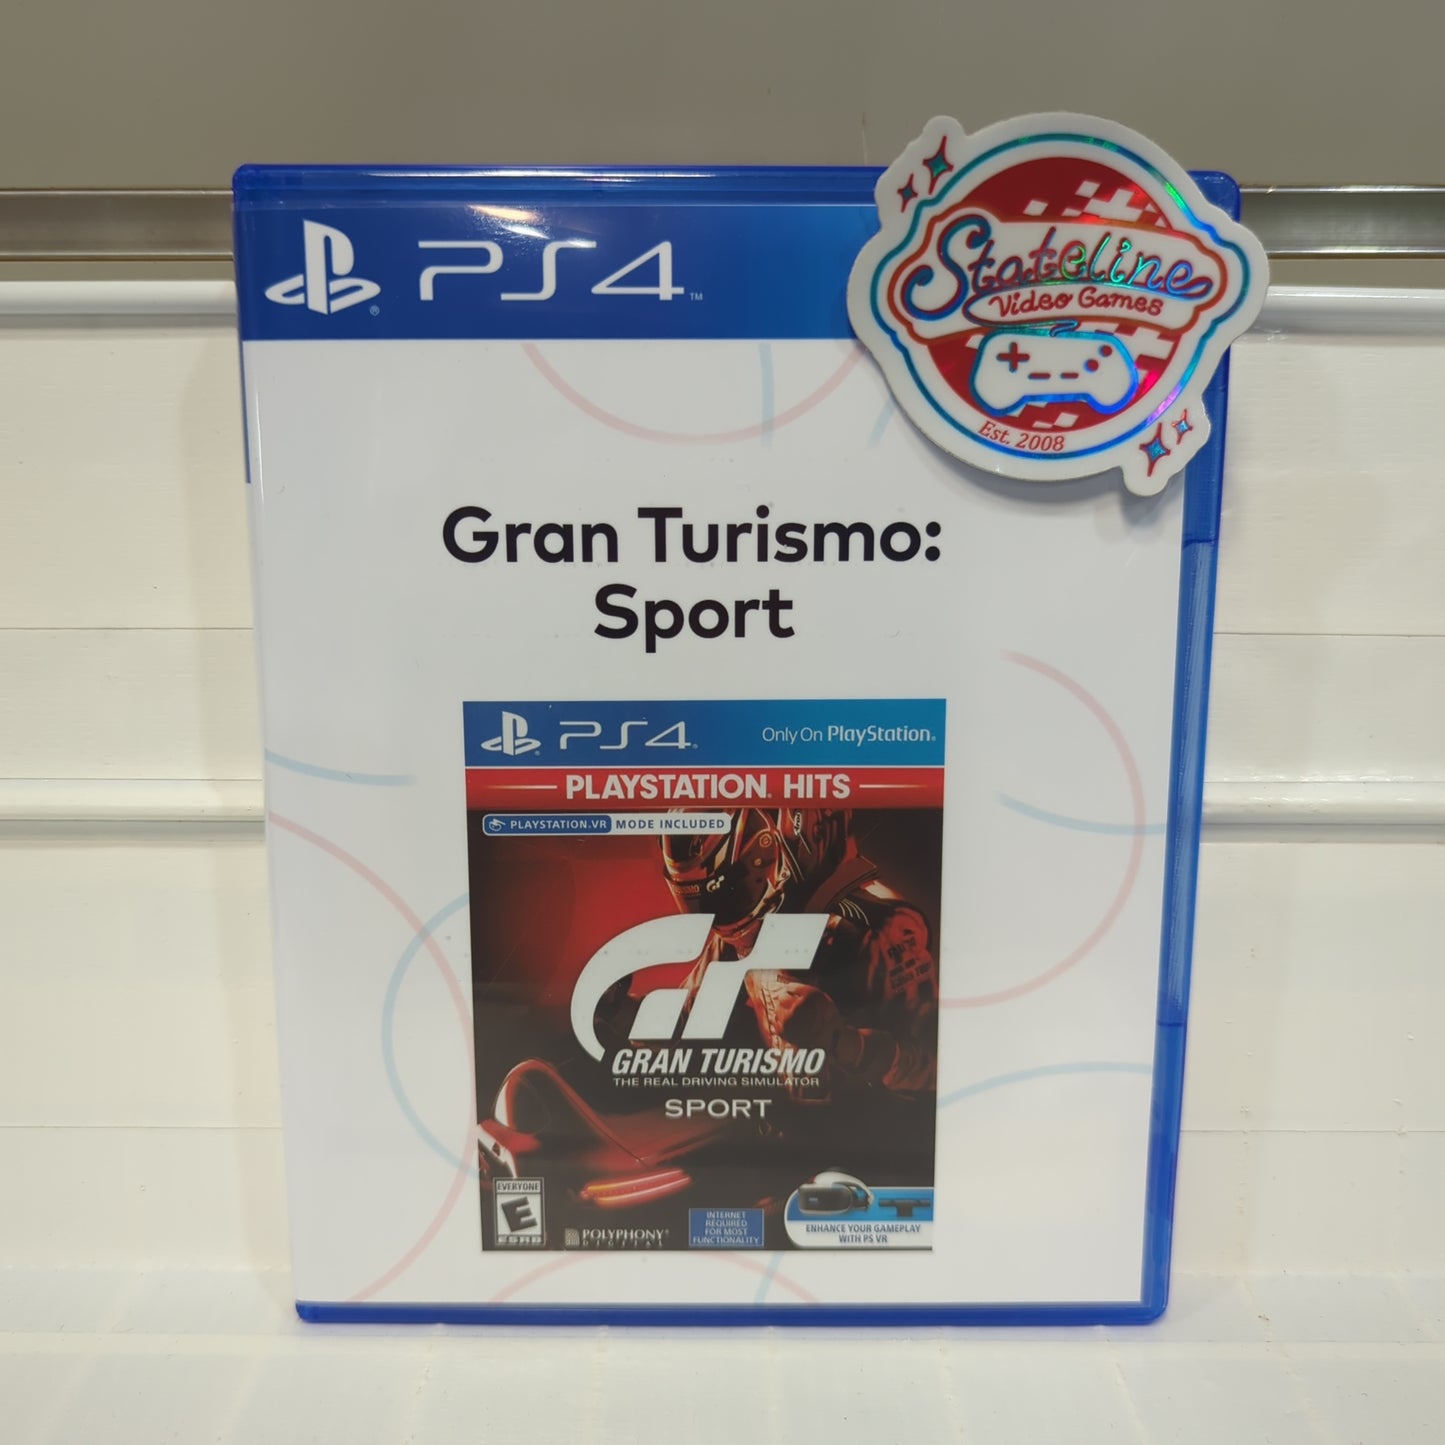 PS4™
Stateline
Video Games
Est. 2008
Gran Turismo:
Sport
PS4
Only On PlayStation
PLAYSTATION HITS
PLAYSTATION.VR MODE INCLUDED
GT
GRAN TURISMO
THE REAL DRIVING SIMULATOR
SPORT
EVERYONE
E
ESRB
POLYPHONY
DIGITAL
INTERNET
REQUIRED
FOR MOST
FUNCTIONALITY
ENHANCE YOUR GAMEPLAY
WITH PS VR